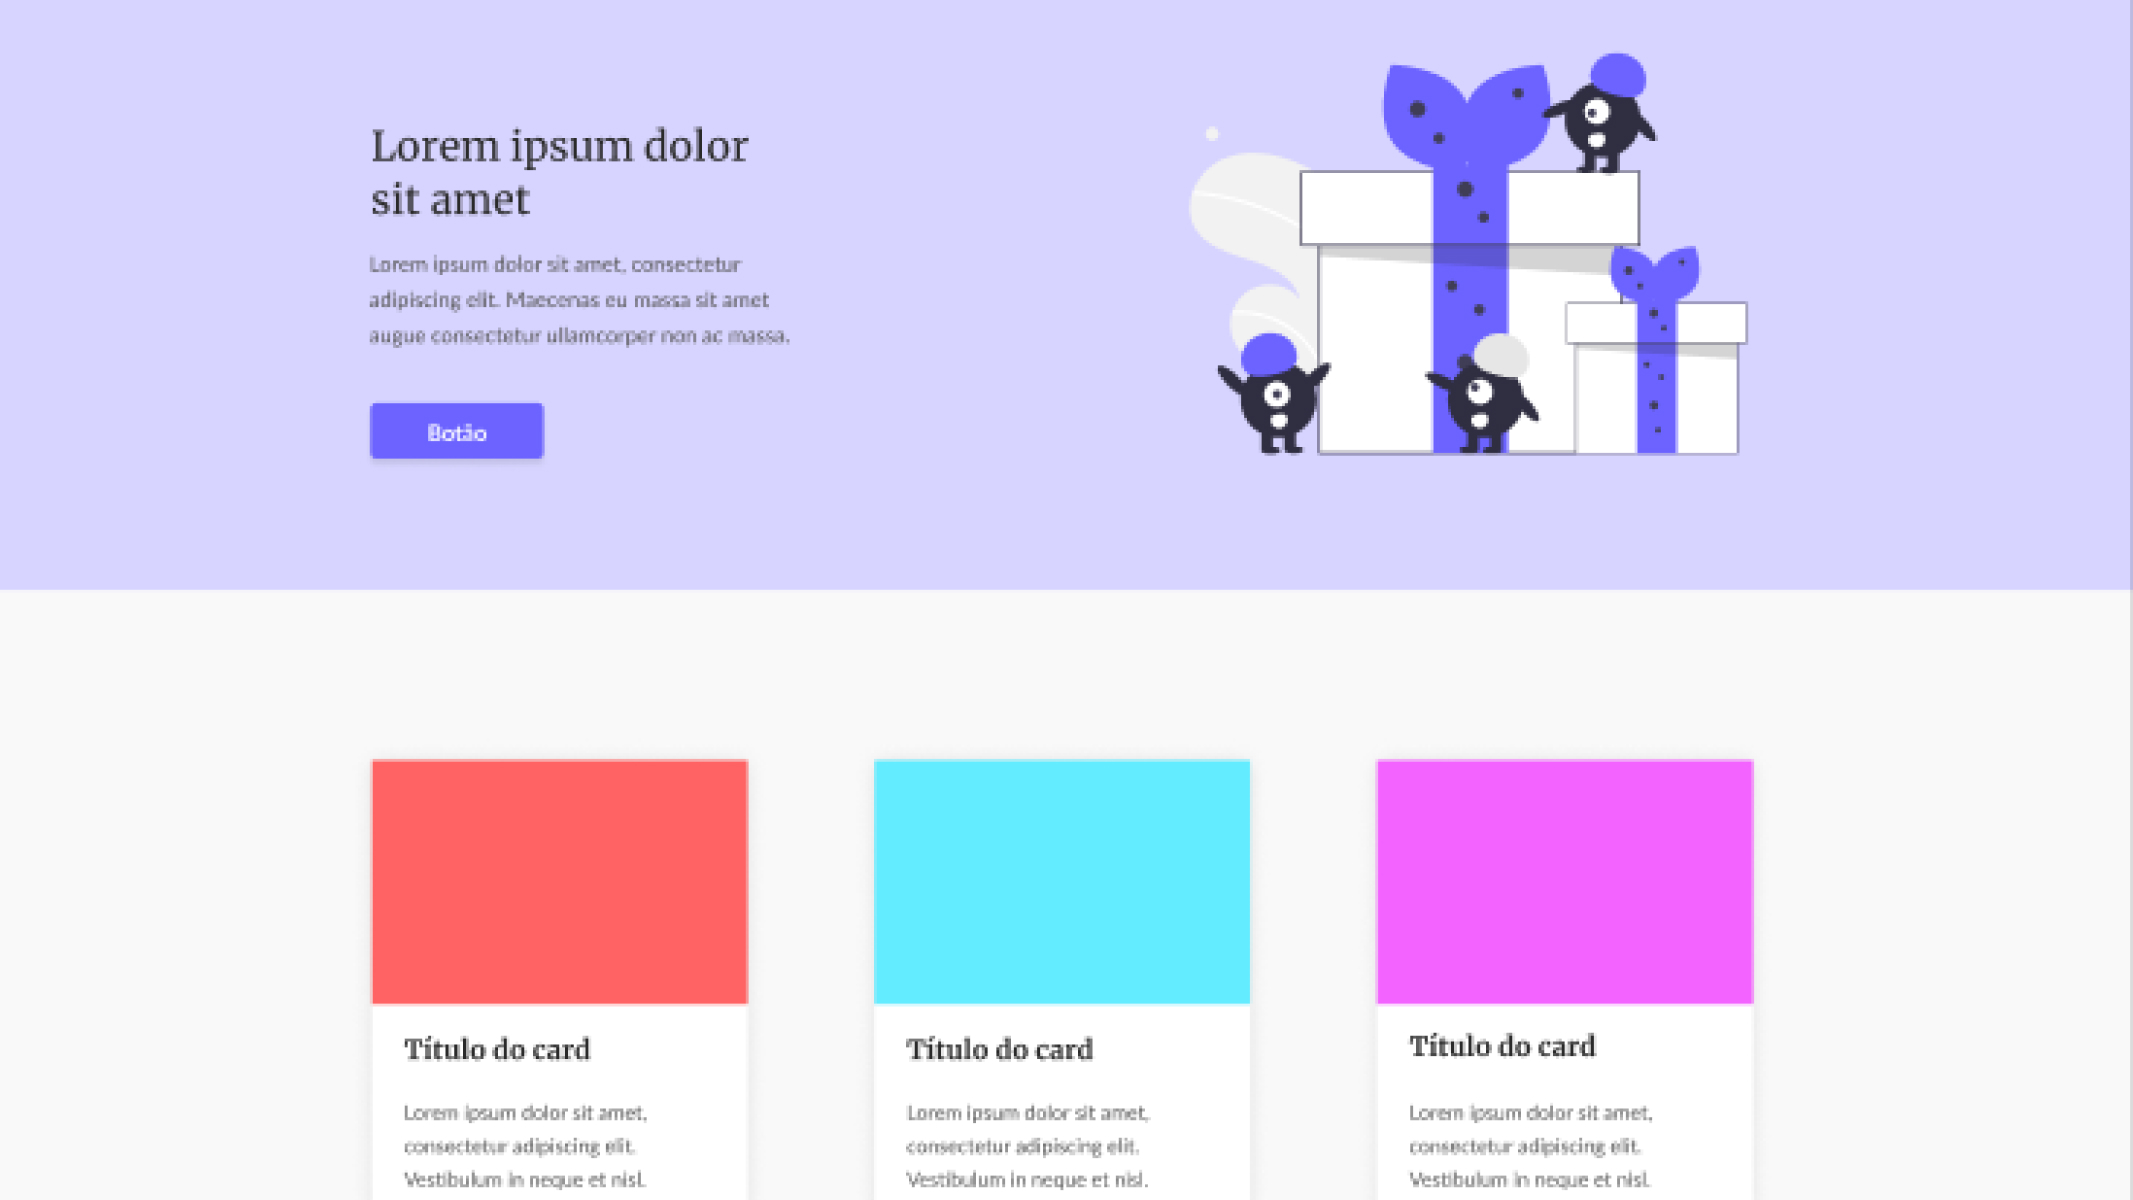 Lorem ipsum dolor
sit amet
Lorem ipsum dolor sit amet, consectetur
adipiscing elit. Maecenas eu massa sit amet
augue consectetur ullamcorper non ac massa.
Botão
Título do card
Lorem ipsum dolor sit amet,
consectetur adipiscing elit.
Vestibulum in neque et nisl.
Título do card
Lorem ipsum dolor sit amet,
consectetur adipiscing elit.
Vestibulum in neque et nisl.
Título do card
Lorem ipsum dolor sit amet,
consectetur adipiscing elit.
Vestibulum in neque et nisl.